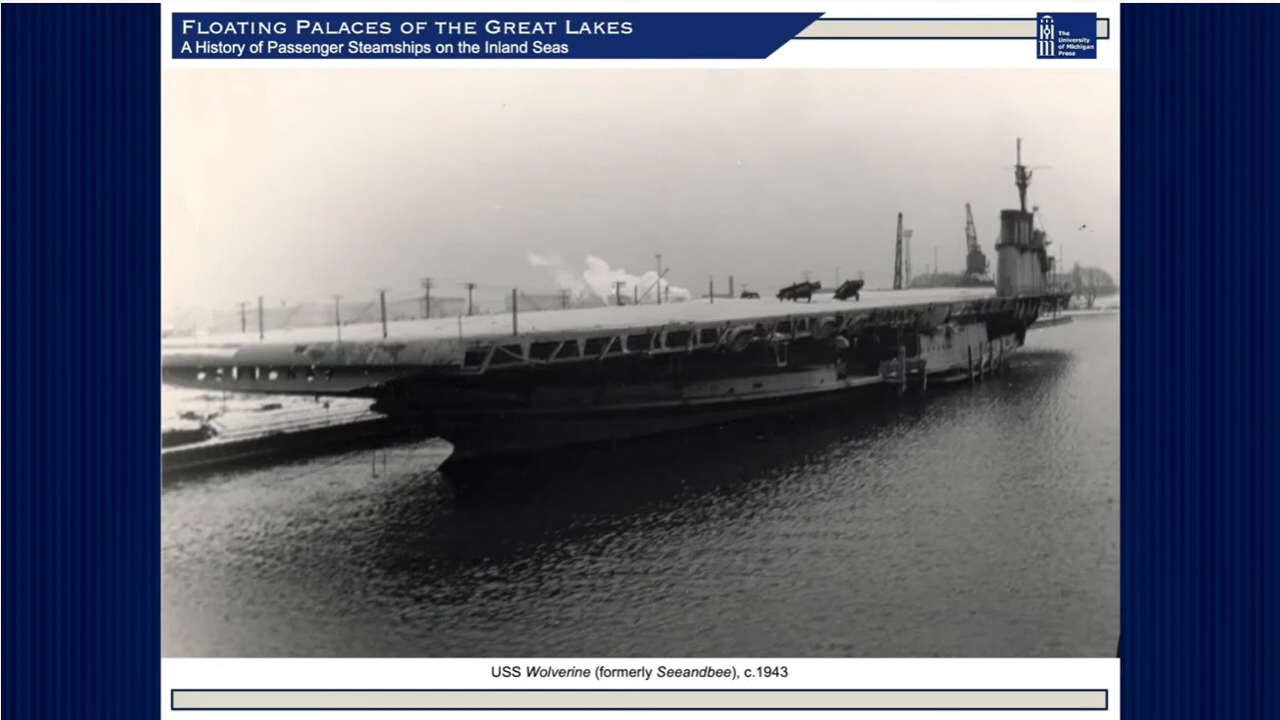 FLOATING PALACES OF THE GREAT LAKES
A History of Passenger Steamships on the Inland Seas
The
University
of Michigan
Press
USS Wolverine (formerly Seeandbee), c.1943